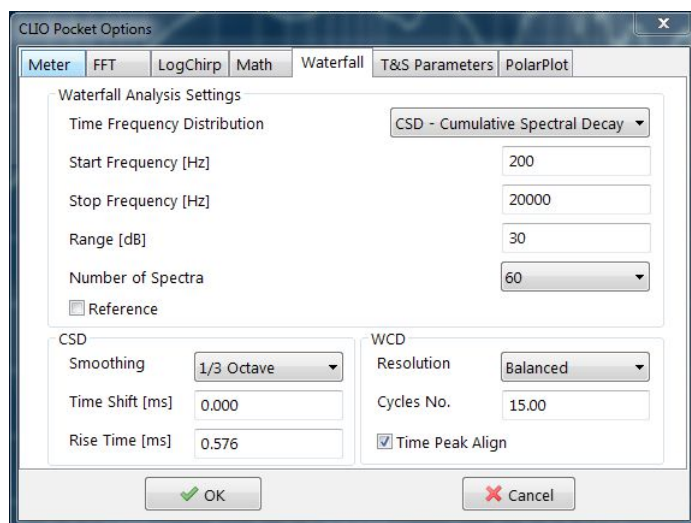 CLIO Pocket Options
x
Meter FFT LogChirp Math Waterfall T&S Parameters PolarPlot
Waterfall Analysis Settings
Time Frequency Distribution CSD - Cumulative Spectral Decay
Start Frequency [Hz] 200
Stop Frequency [Hz] 20000
Range [dB] 30
Number of Spectra 60
Reference
CSD
Smoothing 1/3 Octave
Time Shift [ms] 0.000
Rise Time [ms] 0.576
WCD
Resolution Balanced
Cycles No. 15.00
Time Peak Align
OK Cancel